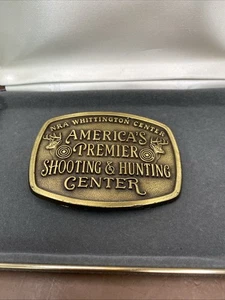 NRA WHITTINGTON CENTER
AMERICA'S
PREMIER
SHOOTING & HUNTING
CENTER